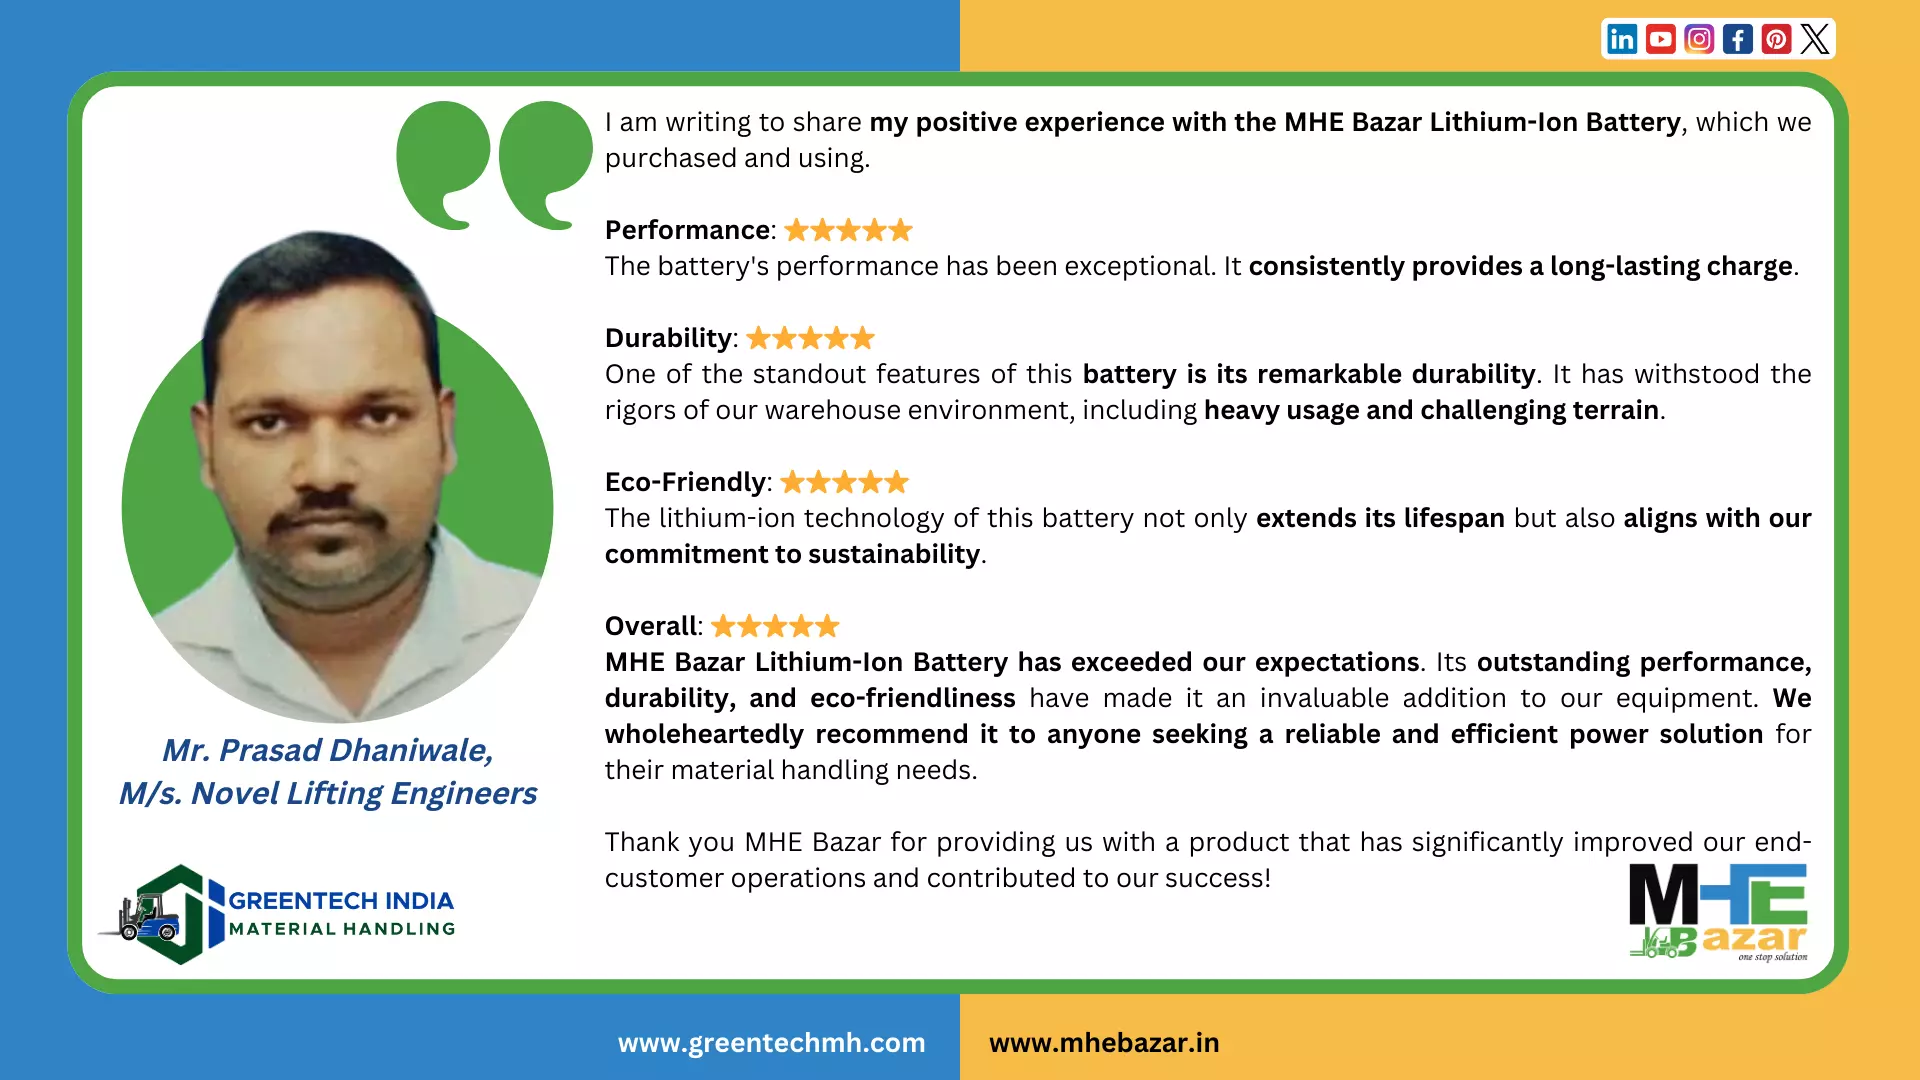 I am writing to share my positive experience with the MHE Bazar Lithium-Ion Battery, which we
purchased and using.
Performance: ⭐⭐⭐⭐⭐
The battery's performance has been exceptional. It consistently provides a long-lasting charge.
Durability: ⭐⭐⭐⭐⭐
One of the standout features of this battery is its remarkable durability. It has withstood the
rigors of our warehouse environment, including heavy usage and challenging terrain.
Eco-Friendly: ⭐⭐⭐⭐⭐
The lithium-ion technology of this battery not only extends its lifespan but also aligns with our
commitment to sustainability.
Overall: ⭐⭐⭐⭐⭐
MHE Bazar Lithium-Ion Battery has exceeded our expectations. Its outstanding performance,
durability, and eco-friendliness have made it an invaluable addition to our equipment. We
wholeheartedly recommend it to anyone seeking a reliable and efficient power solution for
their material handling needs.
Thank you MHE Bazar for providing us with a product that has significantly improved our end-
customer operations and contributed to our success!
Mr. Prasad Dhaniwale,
M/s. Novel Lifting Engineers
GREENTECH INDIA
MATERIAL HANDLING
MHE
Bazar
one stop solution
www.greentechmh.com
www.mhebazar.in